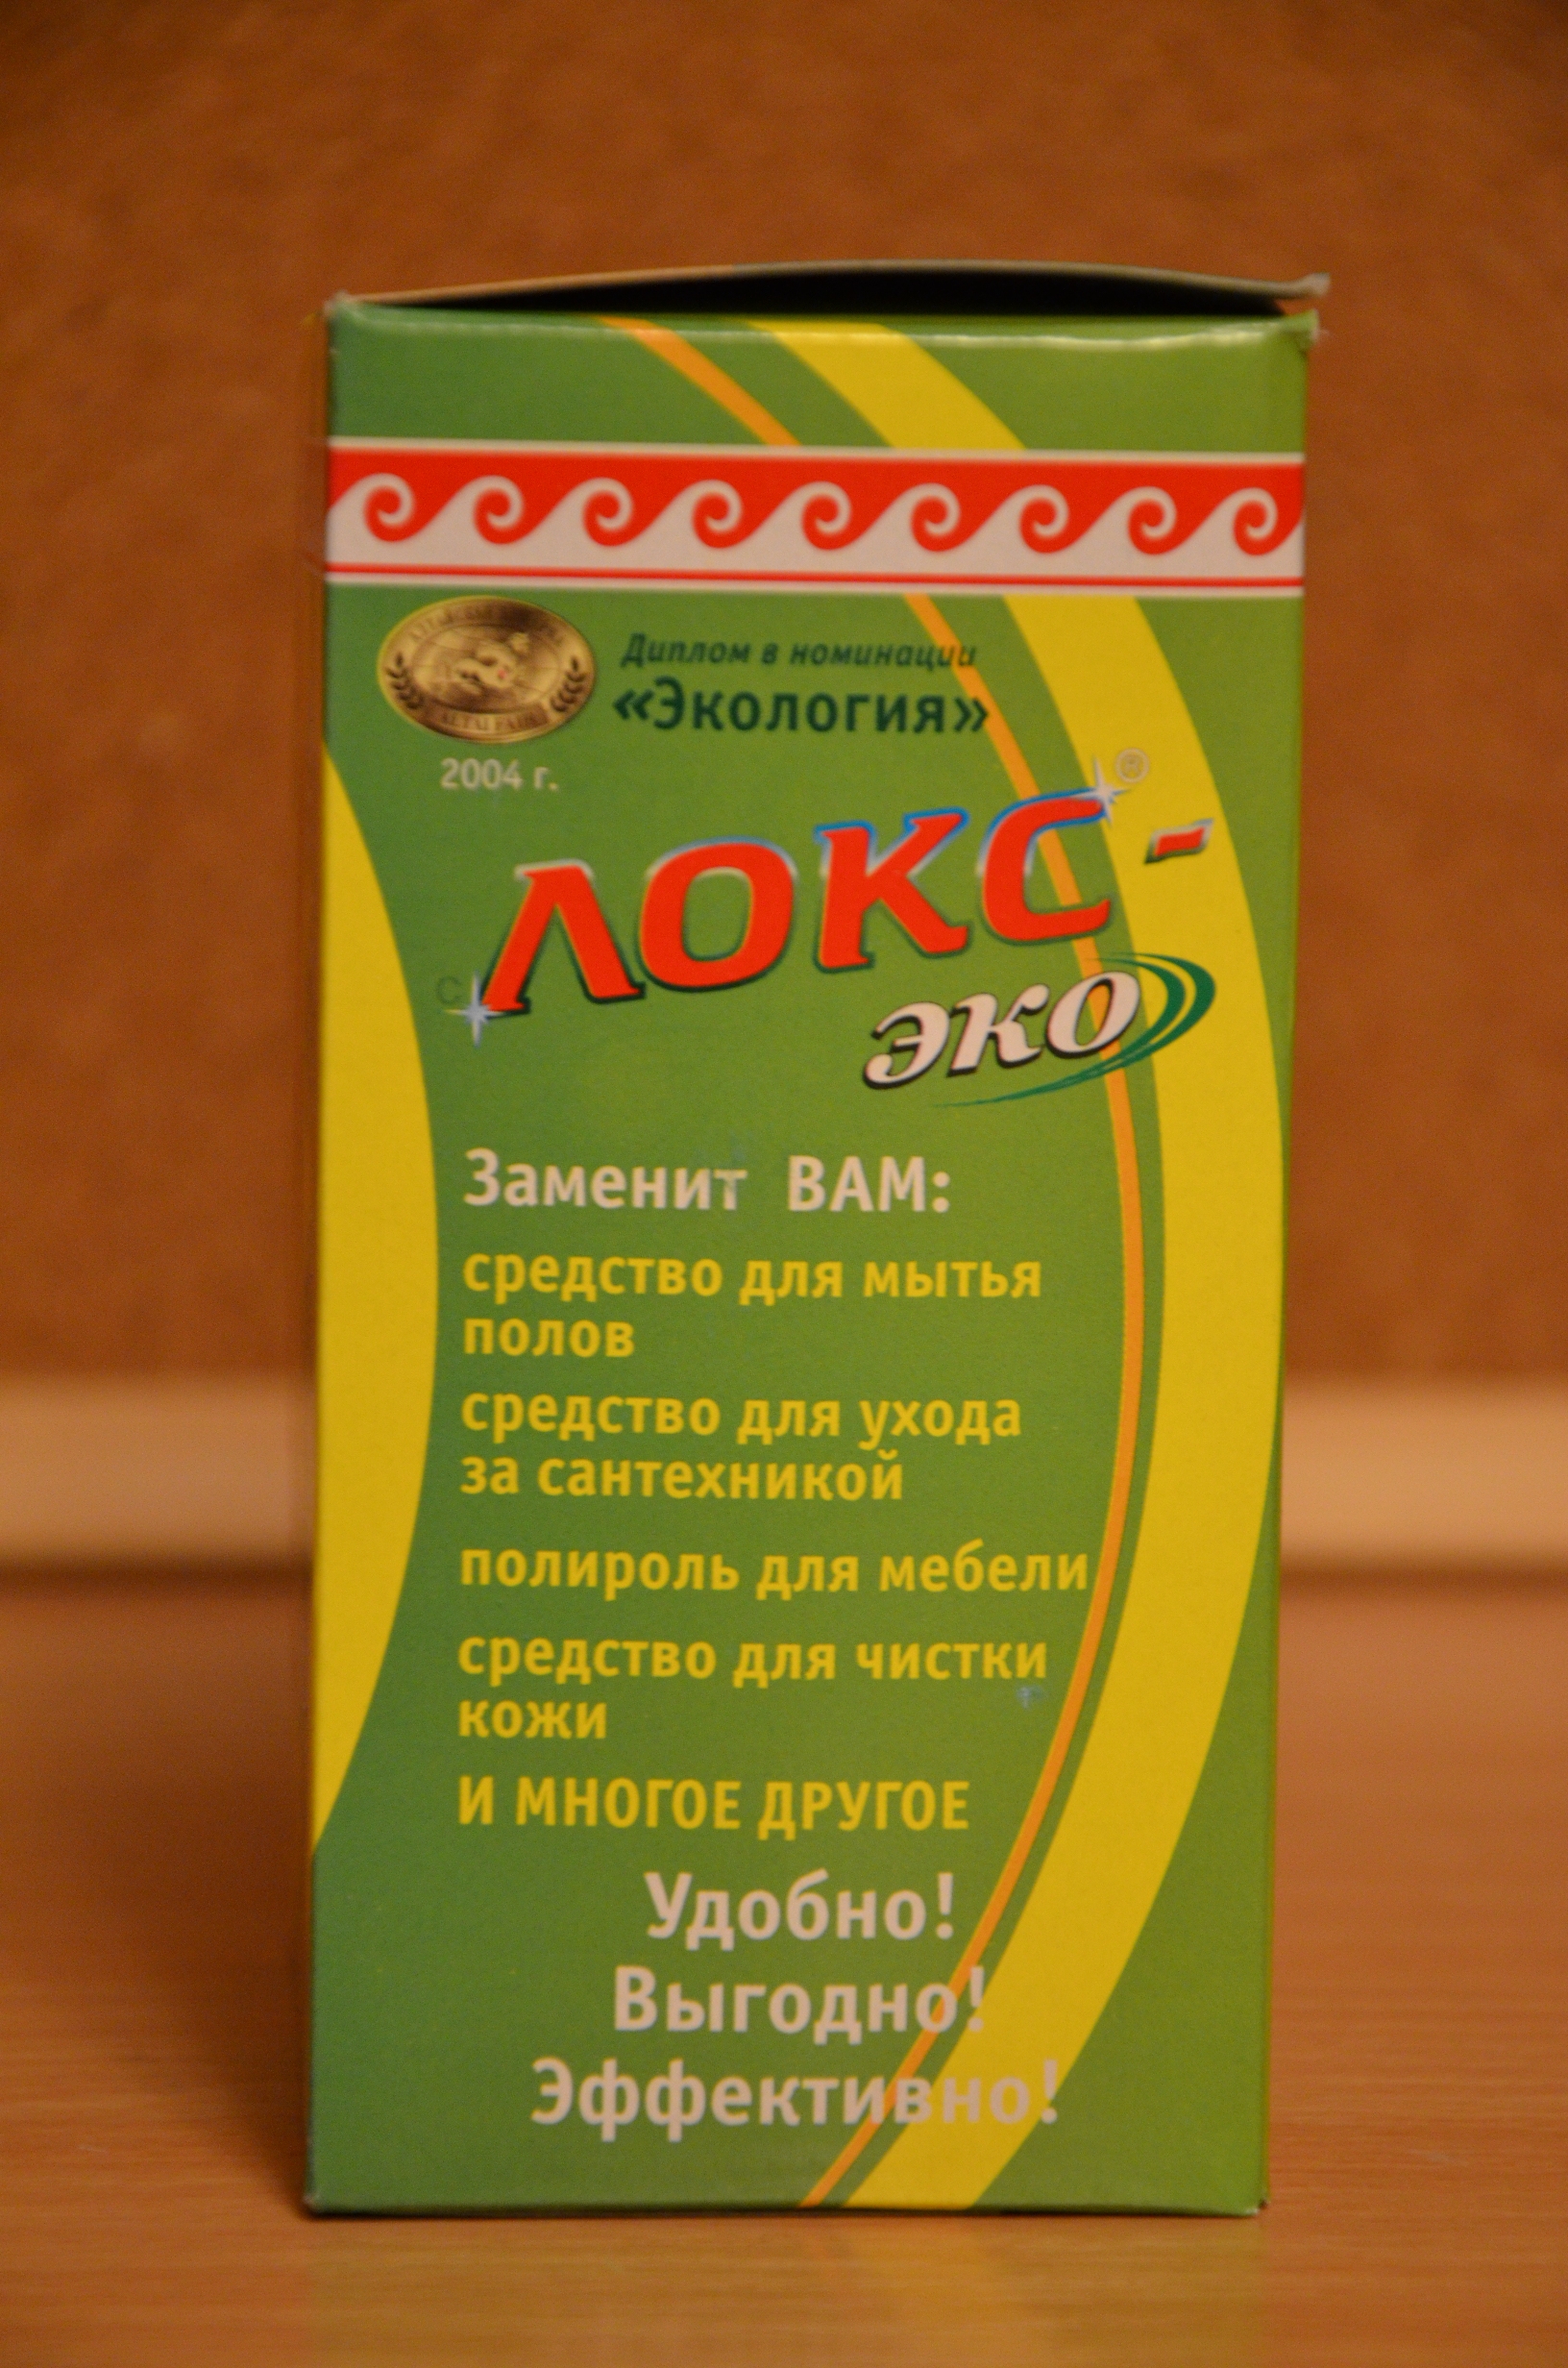 Диплом в номинации
«Экология»
2004 г.
ЛОКС®-
эко
Заменит ВАМ:
средство для мытья
полов
средство для ухода
за сантехникой
полироль для мебели
средство для чистки
кожи
И МНОГОЕ ДРУГОЕ
Удобно!
Выгодно!
Эффективно!